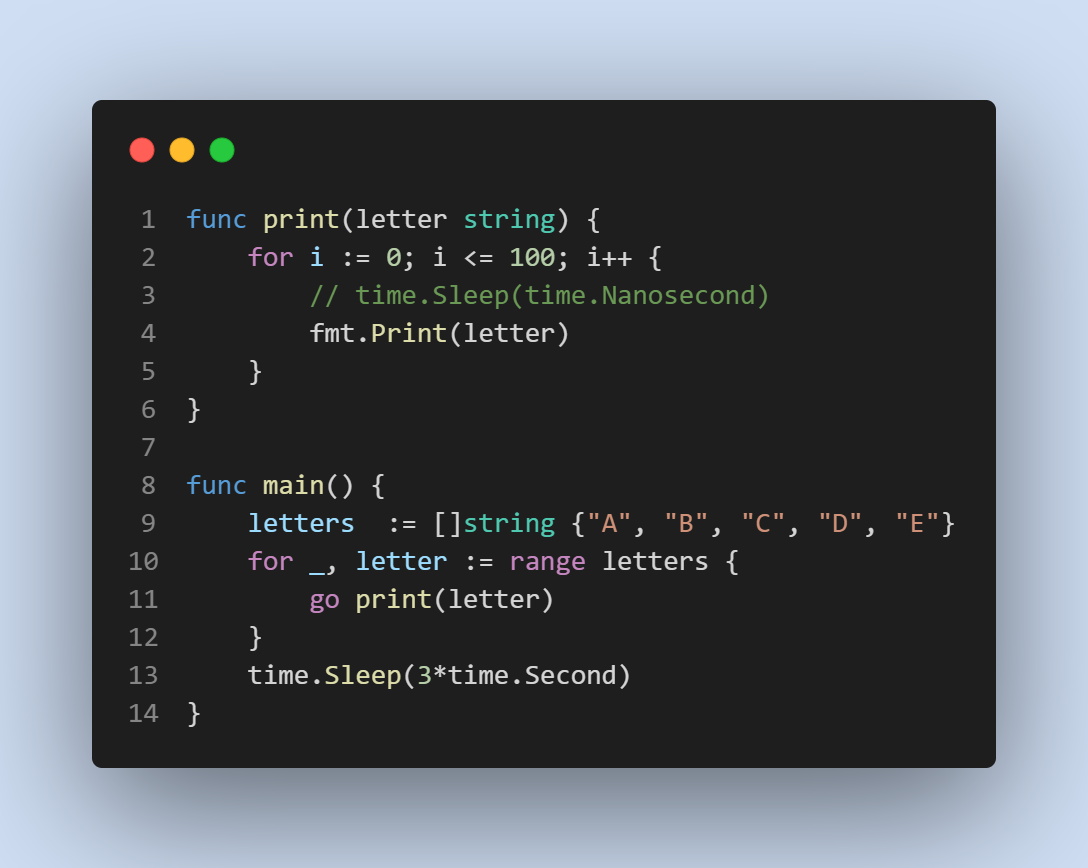 1 func print(letter string) {
2     for i := 0; i <= 100; i++ {
3         // time.Sleep(time.Nanosecond)
4         fmt.Print(letter)
5     }
6 }
7
8 func main() {
9     letters  := []string {"A", "B", "C", "D", "E"}
10     for _, letter := range letters {
11         go print(letter)
12     }
13     time.Sleep(3*time.Second)
14 }